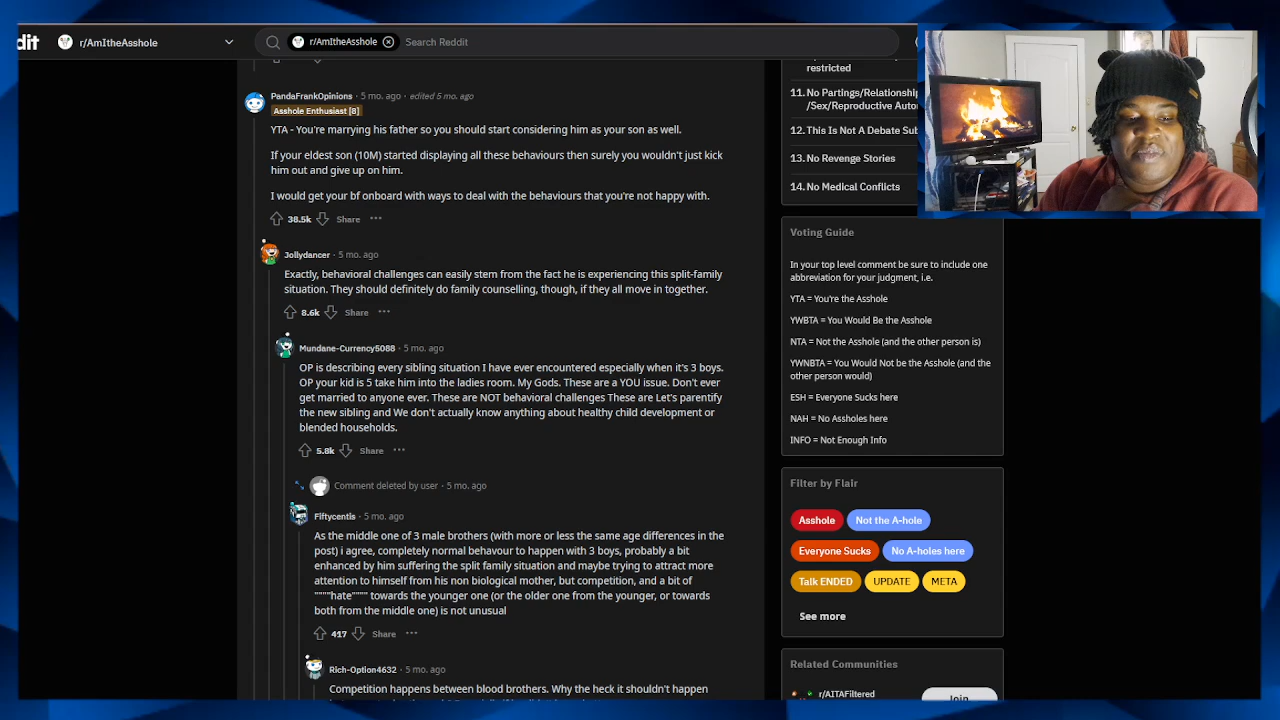 dit
r/AmItheAsshole
r/AmItheAsshole
Search Reddit
PandaFrankOpinions · 5 mo. ago · edited 5 mo. ago
Asshole Enthusiast [8]
YTA - You're marrying his father so you should start considering him as your son as well.
If your eldest son (10M) started displaying all these behaviours then surely you wouldn't just kick
him out and give up on him.
I would get your bf onboard with ways to deal with the behaviours that you're not happy with.
38.5k Share
Jollydancer · 5 mo. ago
Exactly, behavioral challenges can easily stem from the fact he is experiencing this split-family
situation. They should definitely do family counselling, though, if they all move in together.
8.6k Share
Mundane-Currency5088 · 5 mo. ago
OP is describing every sibling situation I have ever encountered especially when it's 3 boys.
OP your kid is 5 take him into the ladies room. My Gods. These are a YOU issue. Don't ever
get married to anyone ever. These are NOT behavioral challenges These are Let's parentify
the new sibling and We don't actually know anything about healthy child development or
blended households.
5.8k Share
Comment deleted by user · 5 mo. ago
Fiftycentis · 5 mo. ago
As the middle one of 3 male brothers (with more or less the same age differences in the
post) i agree, completely normal behavour to happen with 3 boys, probably a bit
enhanced by him suffering the split family situation and maybe trying to attract more
attention to himself from his non biological mother, but competition, and a bit of
""""hate"""" towards the younger one (or the older one from the younger, or towards
both from the middle one) is not unusual
417 Share
Rich-Option4632 · 5 mo. ago
Competition happens between blood brothers. Why the heck it shouldn't happen
restricted
11. No Partings/Relationship
/Sex/Reproductive Auto
12. This Is Not A Debate Sub
13. No Revenge Stories
14. No Medical Conflicts
Voting Guide
In your top level comment be sure to include one
abbreviation for your judgment, i.e.
YTA = You're the Asshole
YWBTA = You Would Be the Asshole
NTA = Not the Asshole (and the other person is)
YWNBTA = You Would Not be the Asshole (and the
other person would)
ESH = Everyone Sucks here
NAH = No Assholes here
INFO = Not Enough Info
Filter by Flair
Asshole
Not the A-hole
Everyone Sucks
No A-holes here
Talk ENDED
UPDATE
META
See more
Related Communities
r/AITAFiltered
Join